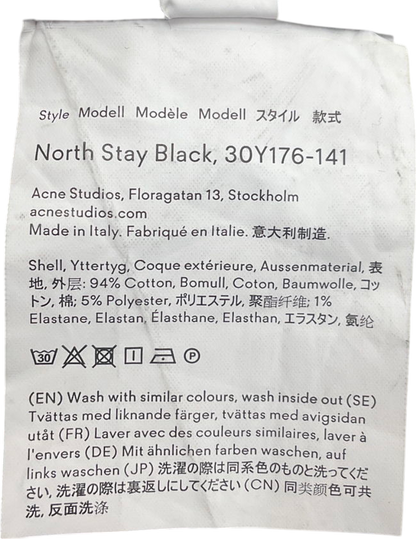 Style Modell Modèle Modell スタイル 款式
North Stay Black, 30Y176-141
Acne Studios, Floragatan 13, Stockholm
acnestudios.com
Made in Italy. Fabriqué en Italie. 意大利制造.
Shell, Yttertyg, Coque extérieure, Aussenmaterial, 表
地, 外层: 94% Cotton, Bomull, Coton, Baumwolle, コッ
トン, 棉; 5% Polyester, ポリエステル, 聚酯纤维; 1%
Elastane, Elastan, Élasthane, Elasthan, エラスタン, 氨纶
30 P
(EN) Wash with similar colours, wash inside out (SE)
Tvättas med liknande färger, tvättas med avigsidan
utåt (FR) Laver avec des couleurs similaires, laver à
l'envers (DE) Mit ähnlichen farben waschen, auf
links waschen (JP) 洗濯の際は同系色のものと洗ってくだ
さい, 洗濯の際は裏返しにしてください (CN) 同类颜色可共
洗, 反面洗涤